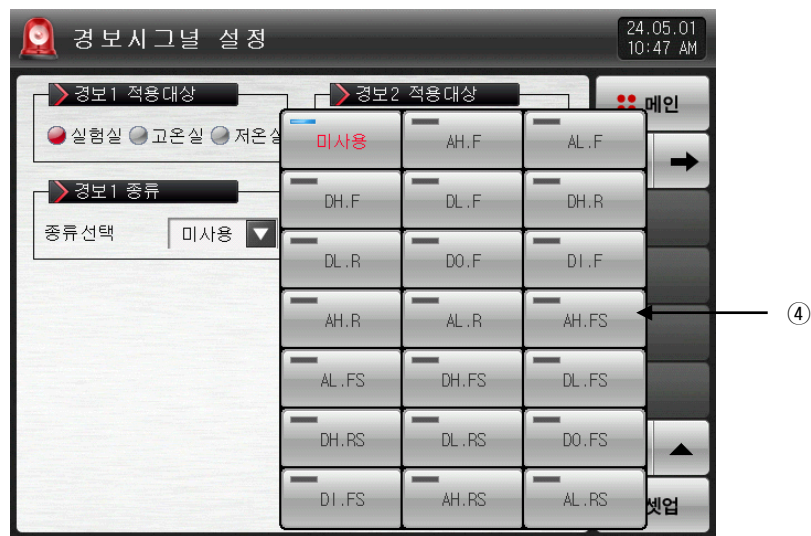 경보시그널 설정
24.05.01
10:47 AM
경보1 적용대상
경보2 적용대상
메인
실험실 고온실 저온실
경보1 종류
종류선택 미사용
미사용 AH.F AL.F
DH.F DL.F DH.R
DL.R DO.F DI.F
AH.R AL.R AH.FS
④
AL.FS DH.FS DL.FS
DH.RS DL.RS DO.FS
DI.FS AH.RS AL.RS
셋업